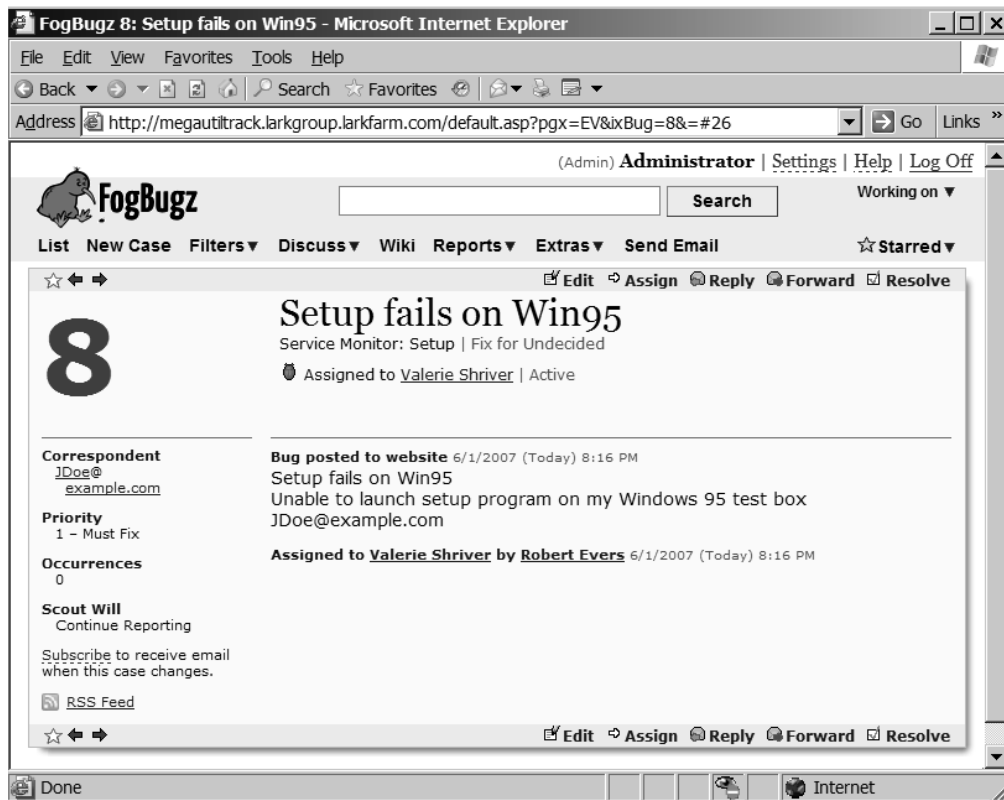 FogBugz 8: Setup fails on Win95 - Microsoft Internet Explorer
File Edit View Favorites Tools Help
Back Search Favorites
Address http://megautiltrack.larkgroup.larkfarm.com/default.asp?pgx=EV&ixBug=8&=#26 Go Links »
(Admin) Administrator | Settings | Help | Log Off
FogBugz Search Working on ▼
List New Case Filters▼ Discuss▼ Wiki Reports▼ Extras▼ Send Email Starred▼
Edit Assign Reply Forward Resolve
8
Setup fails on Win95
Service Monitor: Setup | Fix for Undecided
Assigned to Valerie Shriver | Active
Correspondent
JDoe@
example.com
Priority
1 – Must Fix
Occurrences
0
Scout Will
Continue Reporting
Subscribe to receive email
when this case changes.
RSS Feed
Bug posted to website 6/1/2007 (Today) 8:16 PM
Setup fails on Win95
Unable to launch setup program on my Windows 95 test box
JDoe@example.com
Assigned to Valerie Shriver by Robert Evers 6/1/2007 (Today) 8:16 PM
Edit Assign Reply Forward Resolve
Done Internet